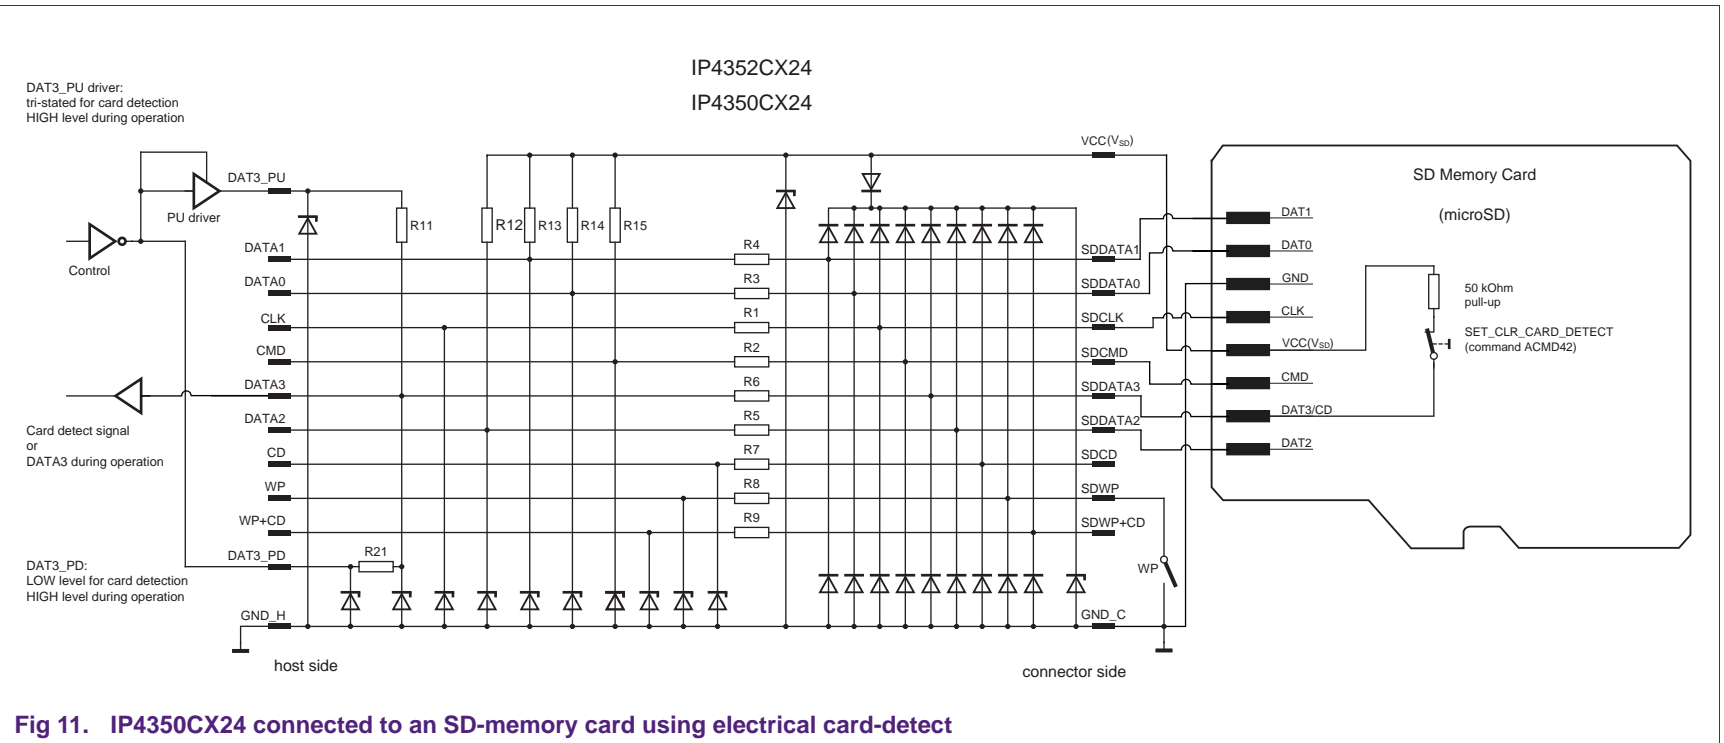 IP4352CX24
IP4350CX24
DAT3_PU driver:
tri-stated for card detection
HIGH level during operation
VCC(VSD)
SD Memory Card
(microSD)
DAT3_PU
PU driver
Control
R11
R12
R13
R14
R15
DATA1
R4
SDDATA1
DAT1
DATA0
R3
SDDATA0
DAT0
CLK
R1
SDCLK
GND
CMD
R2
SDCMD
CLK
DATA3
R6
SDDATA3
VCC(VSD)
DATA2
R5
SDDATA2
CMD
CD
R7
SDCD
DAT3/CD
WP
R8
SDWP
DAT2
WP+CD
R9
SDWP+CD
50 kOhm
pull-up
SET_CLR_CARD_DETECT
(command ACMD42)
Card detect signal
or
DATA3 during operation
DAT3_PD
R21
WP
DAT3_PD:
LOW level for card detection
HIGH level during operation
GND_H
GND_C
host side
connector side
Fig 11. IP4350CX24 connected to an SD-memory card using electrical card-detect